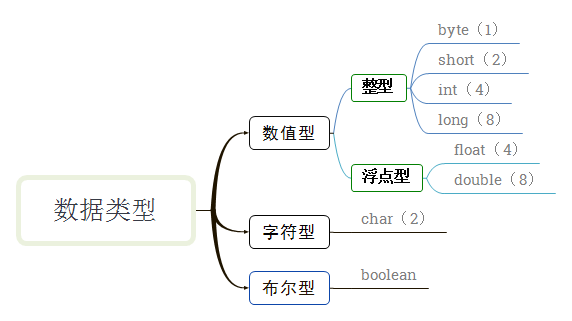 数据类型
数值型
整型
byte（1）
short（2）
int（4）
long（8）
浮点型
float（4）
double（8）
字符型
char（2）
布尔型
boolean